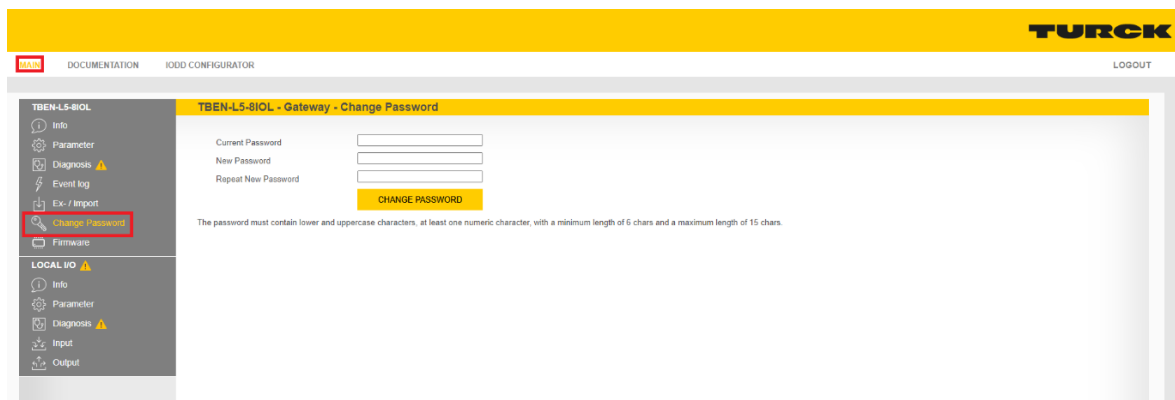 TURCK
MAIN DOCUMENTATION IODD CONFIGURATOR LOGOUT
TBEN-L5-8IOL
Info
Parameter
Diagnosis
Event log
Ex- / Import
Change Password
Firmware
LOCAL I/O
Info
Parameter
Diagnosis
Input
Output
TBEN-L5-8IOL - Gateway - Change Password
Current Password
New Password
Repeat New Password
CHANGE PASSWORD
The password must contain lower and uppercase characters, at least one numeric character, with a minimum length of 6 chars and a maximum length of 15 chars.